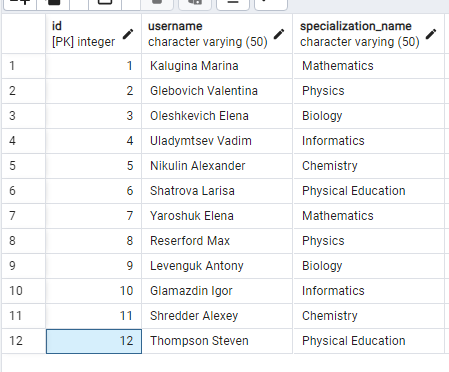 id username specialization_name
[PK] integer character varying (50) character varying (50)
1 1 Kalugina Marina Mathematics
2 2 Glebovich Valentina Physics
3 3 Oleshkevich Elena Biology
4 4 Uladymtsev Vadim Informatics
5 5 Nikulin Alexander Chemistry
6 6 Shatrova Larisa Physical Education
7 7 Yaroshuk Elena Mathematics
8 8 Reserford Max Physics
9 9 Levenguk Antony Biology
10 10 Glamazdin Igor Informatics
11 11 Shredder Alexey Chemistry
12 12 Thompson Steven Physical Education